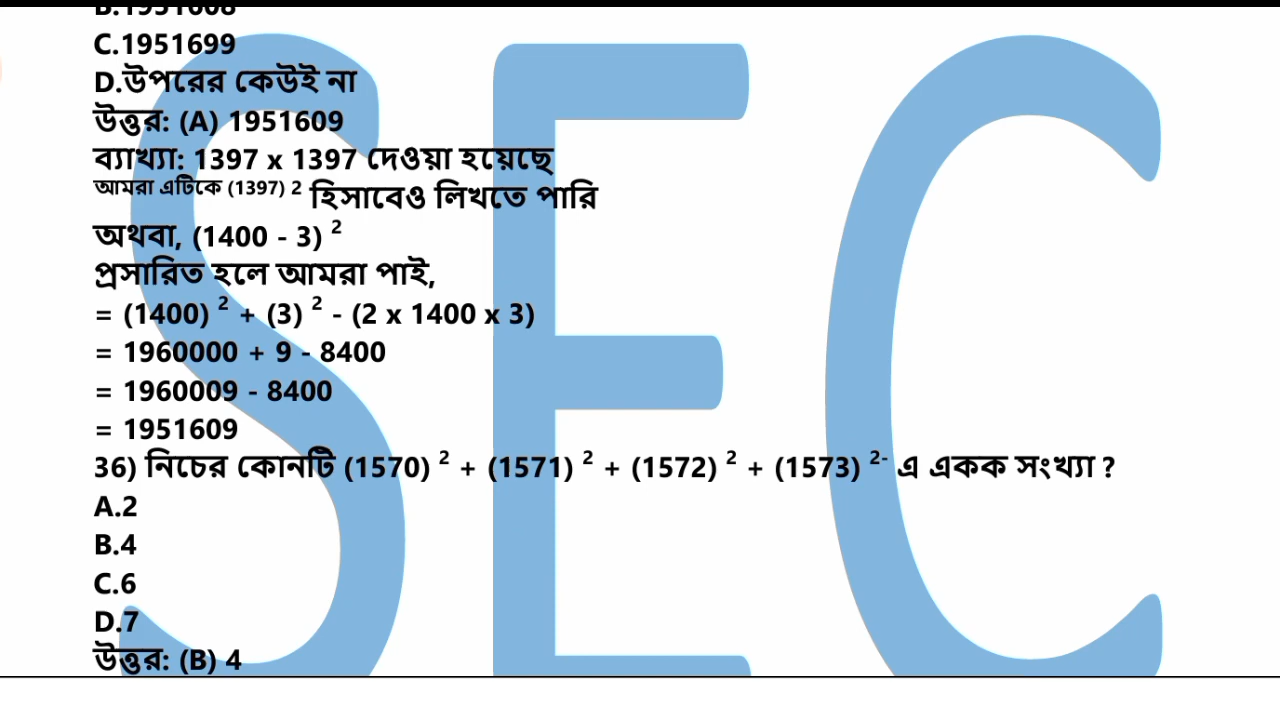 B.1951608
C.1951699
D.উপরের কেউই না
উত্তর: (A) 1951609
ব্যাখ্যা: 1397 x 1397 দেওয়া হয়েছে
আমরা এটিকে (1397) 2 হিসাবেও লিখতে পারি
অথবা, (1400 - 3) 2
প্রসারিত হলে আমরা পাই,
= (1400) 2 + (3) 2 - (2 x 1400 x 3)
= 1960000 + 9 - 8400
= 1960009 - 8400
= 1951609
36) নিচের কোনটি (1570) 2 + (1571) 2 + (1572) 2 + (1573) 2- এ একক সংখ্যা ?
A.2
B.4
C.6
D.7
উত্তর: (B) 4
SEC